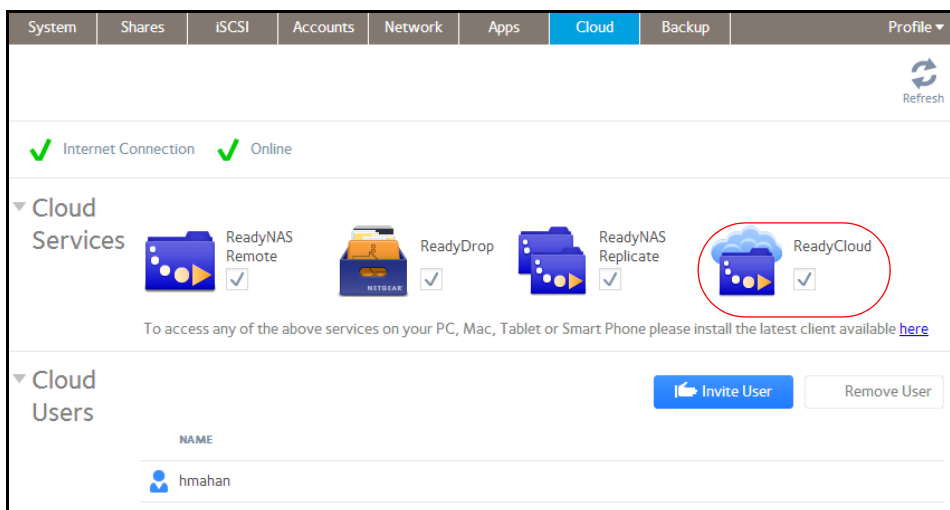 System Shares iSCSI Accounts Network Apps Cloud Backup Profile
Refresh
Internet Connection Online
Cloud Services
ReadyNAS Remote
ReadyDrop
NETGEAR
ReadyNAS Replicate
ReadyCloud
To access any of the above services on your PC, Mac, Tablet or Smart Phone please install the latest client available here
Cloud Users
Invite User Remove User
NAME
hmahan